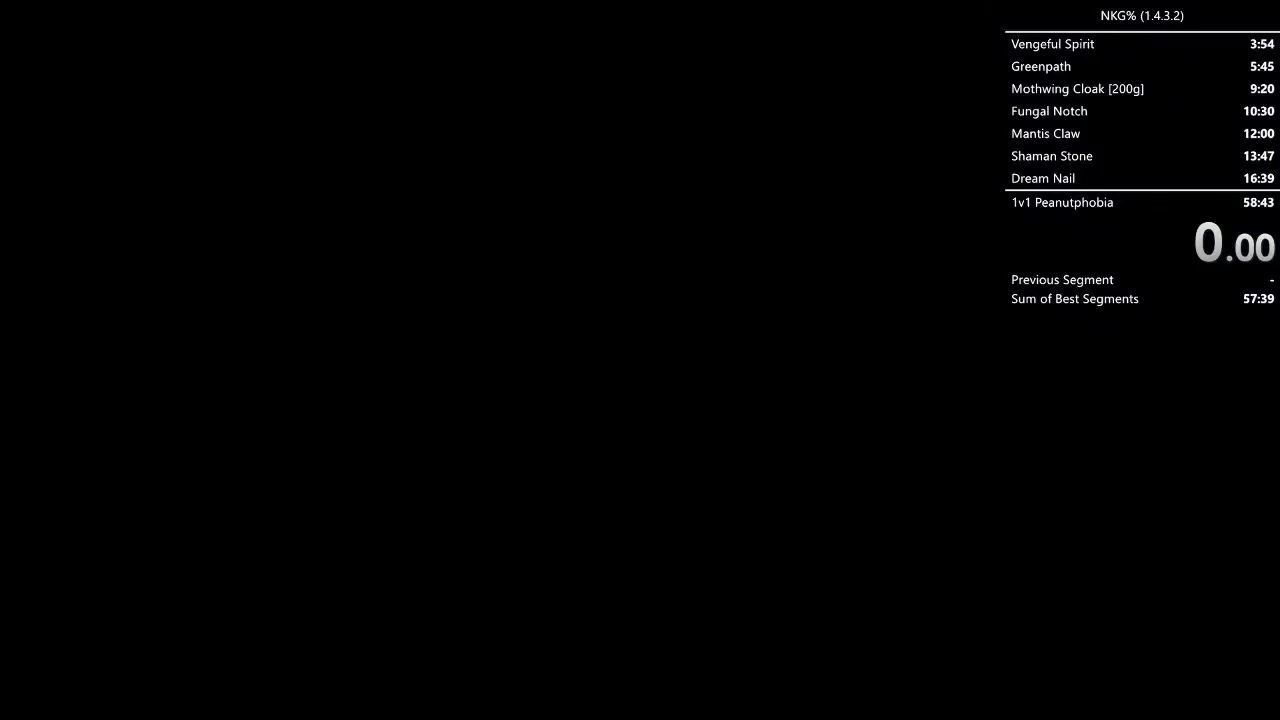 NKG% (1.4.3.2)
Vengeful Spirit 3:54
Greenpath 5:45
Mothwing Cloak [200g] 9:20
Fungal Notch 10:30
Mantis Claw 12:00
Shaman Stone 13:47
Dream Nail 16:39
1v1 Peanutphobia 58:43
0.00
Previous Segment -
Sum of Best Segments 57:39